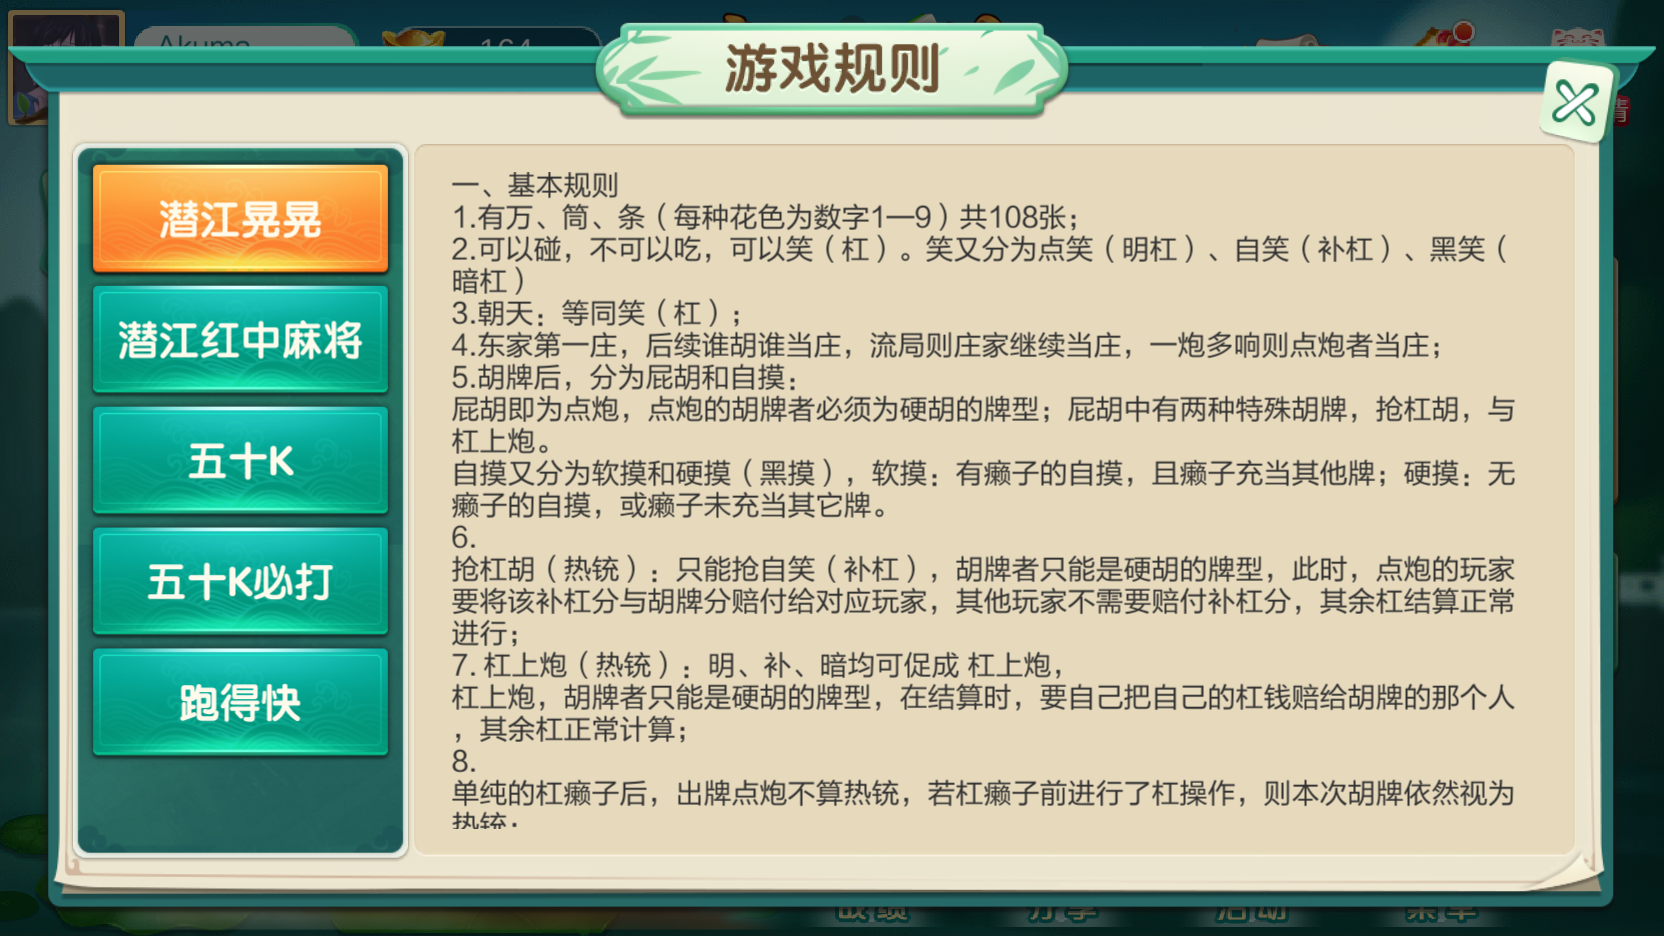 Akuma
164
游戏规则
潜江晃晃
潜江红中麻将
五十K
五十K必打
跑得快
一、基本规则
1.有万、筒、条（每种花色为数字1—9）共108张；
2.可以碰，不可以吃，可以笑（杠）。笑又分为点笑（明杠）、自笑（补杠）、黑笑（
暗杠）
3.朝天：等同笑（杠）；
4.东家第一庄，后续谁胡谁当庄，流局则庄家继续当庄，一炮多响则点炮者当庄；
5.胡牌后，分为屁胡和自摸：
屁胡即为点炮，点炮的胡牌者必须为硬胡的牌型；屁胡中有两种特殊胡牌，抢杠胡，与
杠上炮。
自摸又分为软摸和硬摸（黑摸），软摸：有癞子的自摸，且癞子充当其他牌；硬摸：无
癞子的自摸，或癞子未充当其它牌。
6.
抢杠胡（热铳）：只能抢自笑（补杠），胡牌者只能是硬胡的牌型，此时，点炮的玩家
要将该补杠分与胡牌分赔付给对应玩家，其他玩家不需要赔付补杠分，其余杠结算正常
进行；
7. 杠上炮（热铳）：明、补、暗均可促成 杠上炮，
杠上炮，胡牌者只能是硬胡的牌型，在结算时，要自己把自己的杠钱赔给胡牌的那个人
，其余杠正常计算；
8.
单纯的杠癞子后，出牌点炮不算热铳，若杠癞子前进行了杠操作，则本次胡牌依然视为
热铳；
战绩
分享
活动
菜单